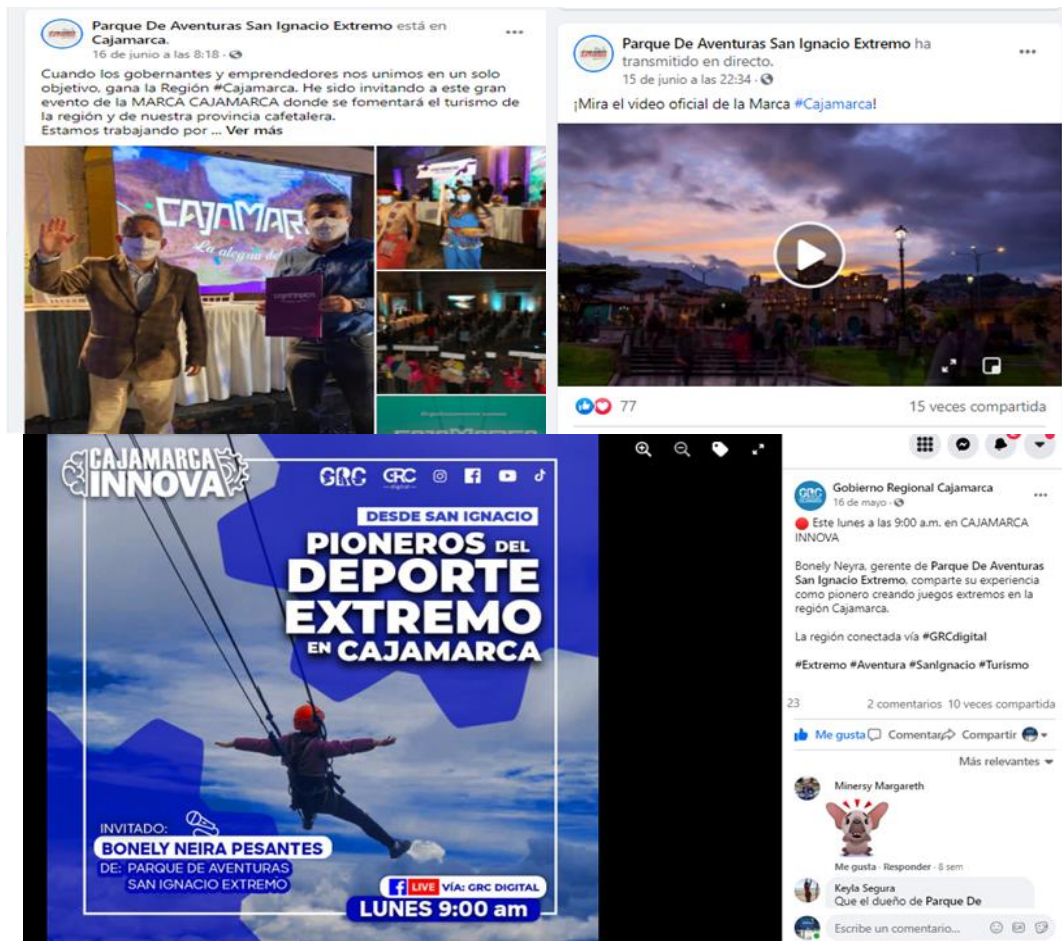 Parque De Aventuras San Ignacio Extremo está en
Cajamarca.
16 de junio a las 8:18 ·
Cuando los gobernantes y emprendedores nos unimos en un solo
objetivo, gana la Región #Cajamarca. He sido invitando a este gran
evento de la MARCA CAJAMARCA donde se fomentará el turismo de
la región y de nuestra provincia cafetalera.
Estamos trabajando por ... Ver más
CAJAMAR
La alegría de
Parque De Aventuras San Ignacio Extremo ha
transmitido en directo.
15 de junio a las 22:34 ·
¡Mira el video oficial de la Marca #Cajamarca!
77
15 veces compartida
CAJAMARCA
INNOVA
GRC GRC
digital
DESDE SAN IGNACIO
PIONEROS DEL
DEPORTE
EXTREMO
EN CAJAMARCA
INVITADO:
BONELY NEIRA PESANTES
DE: PARQUE DE AVENTURAS
SAN IGNACIO EXTREMO
LIVE VÍA: GRC DIGITAL
LUNES 9:00 am
GRC
Gobierno Regional Cajamarca
16 de mayo ·
Este lunes a las 9:00 a.m. en CAJAMARCA
INNOVA
Bonely Neyra, gerente de Parque De Aventuras
San Ignacio Extremo, comparte su experiencia
como pionero creando juegos extremos en la
región Cajamarca.
La región conectada vía #GRCdigital
#Extremo #Aventura #SanIgnacio #Turismo
23
2 comentarios 10 veces compartida
Me gusta Comentar Compartir
Más relevantes
Minersy Margareth
Me gusta · Responder · 8 sem
Keyla Segura
Que el dueño de Parque De
Escribe un comentario...